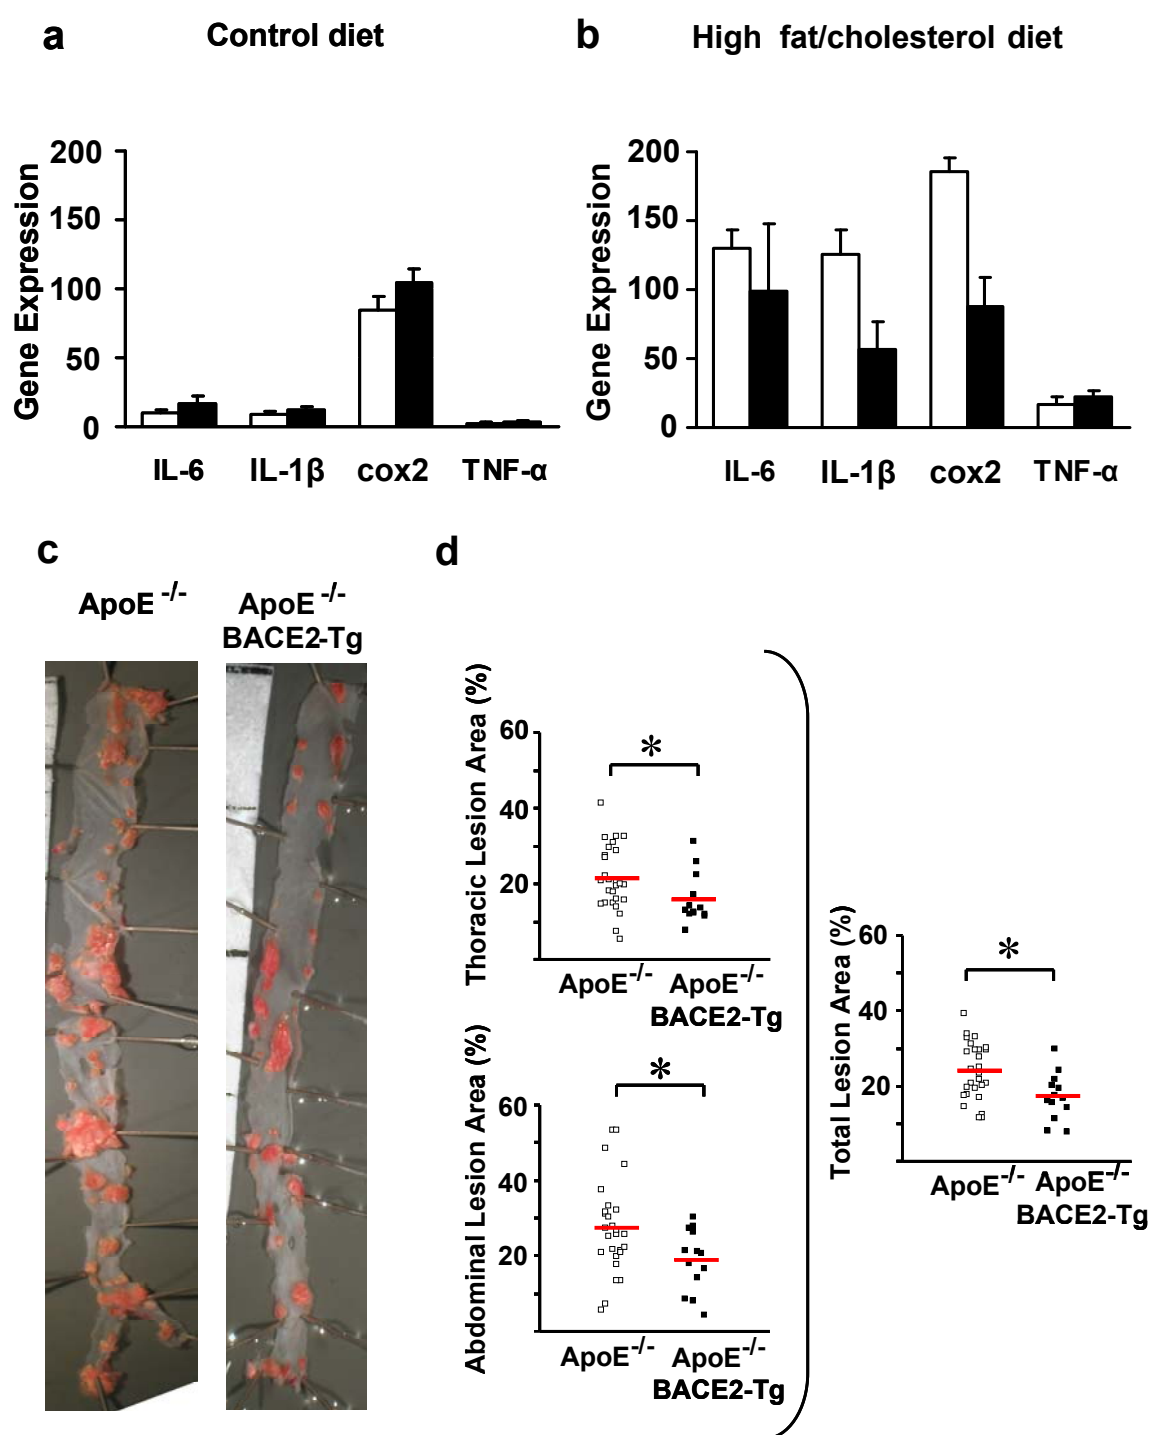 a Control diet
200
150
100
50
0
Gene Expression
IL-6 IL-1β cox2 TNF-α
b High fat/cholesterol diet
200
150
100
50
0
Gene Expression
IL-6 IL-1β cox2 TNF-α
c
ApoE-/-
ApoE-/-
BACE2-Tg
d
Thoracic Lesion Area (%)
60
40
20
*
ApoE-/- ApoE-/-
BACE2-Tg
Abdominal Lesion Area (%)
60
40
20
*
ApoE-/- ApoE-/-
BACE2-Tg
Total Lesion Area (%)
60
40
20
*
ApoE-/- ApoE-/-
BACE2-Tg